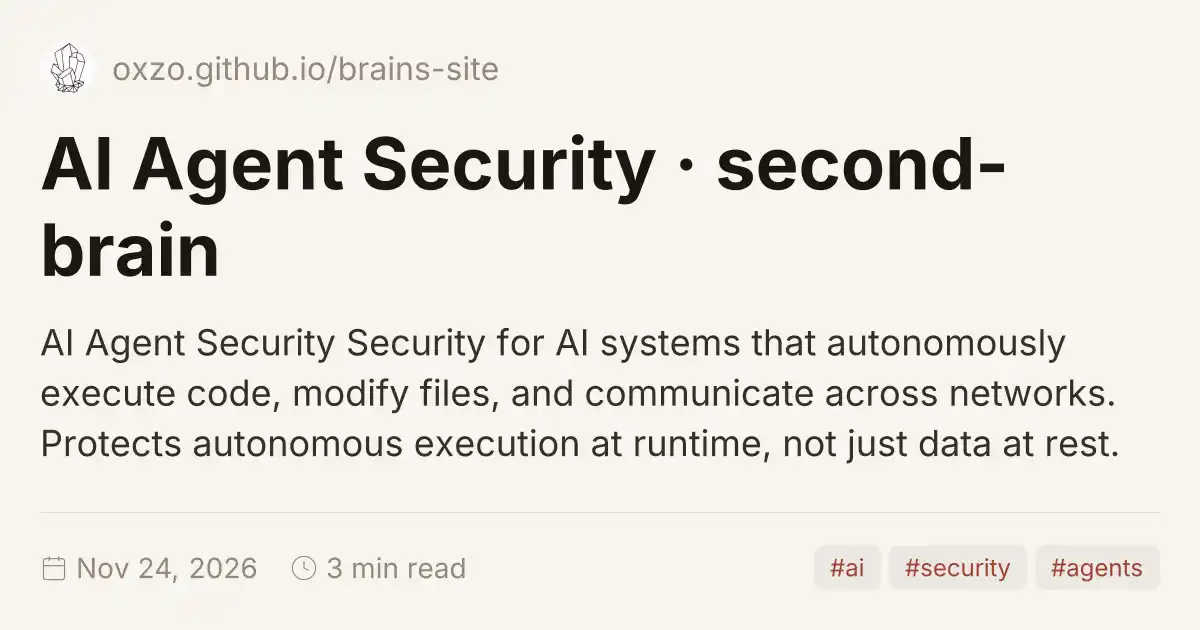 oxzo.github.io/brains-site
AI Agent Security · second-
brain
AI Agent Security Security for AI systems that autonomously
execute code, modify files, and communicate across networks.
Protects autonomous execution at runtime, not just data at rest.
Nov 24, 2026 3 min read #ai #security #agents